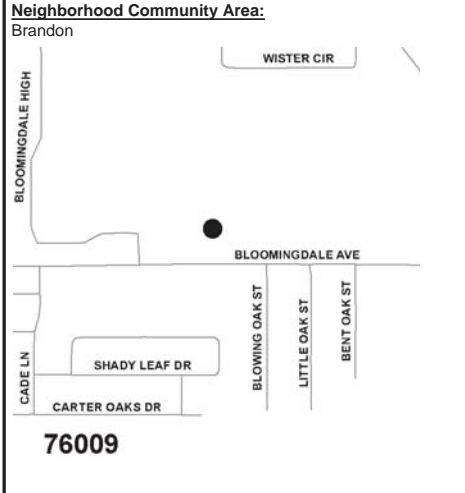 Neighborhood Community Area:
Brandon
WISTER CIR
BLOOMINGDALE HIGH
BLOOMINGDALE AVE
BLOWING OAK ST
LITTLE OAK ST
BENT OAK ST
CADE LN
SHADY LEAF DR
CARTER OAKS DR
76009